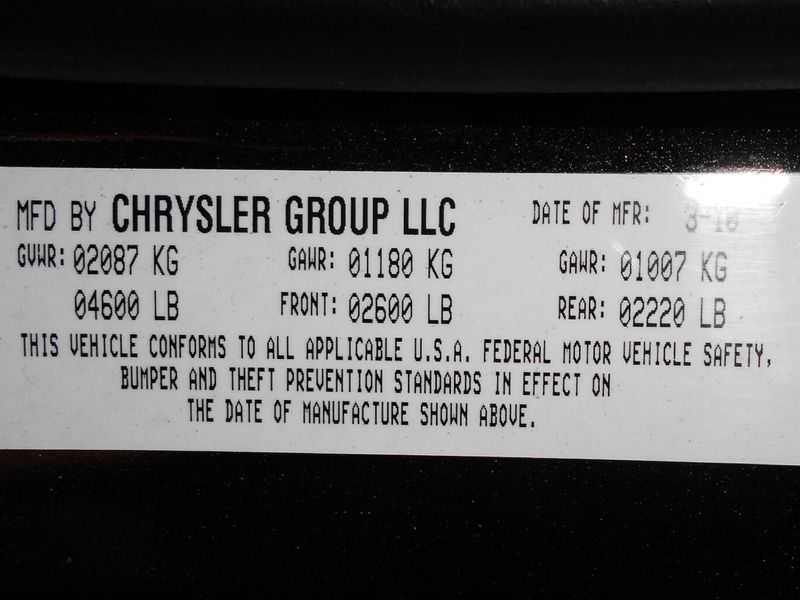 MFD BY CHRYSLER GROUP LLC DATE OF MFR: 3-10
GVWR: 02087 KG GAWR: 01180 KG GAWR: 01007 KG
04600 LB FRONT: 02600 LB REAR: 02220 LB
THIS VEHICLE CONFORMS TO ALL APPLICABLE U.S.A. FEDERAL MOTOR VEHICLE SAFETY,
BUMPER AND THEFT PREVENTION STANDARDS IN EFFECT ON
THE DATE OF MANUFACTURE SHOWN ABOVE.